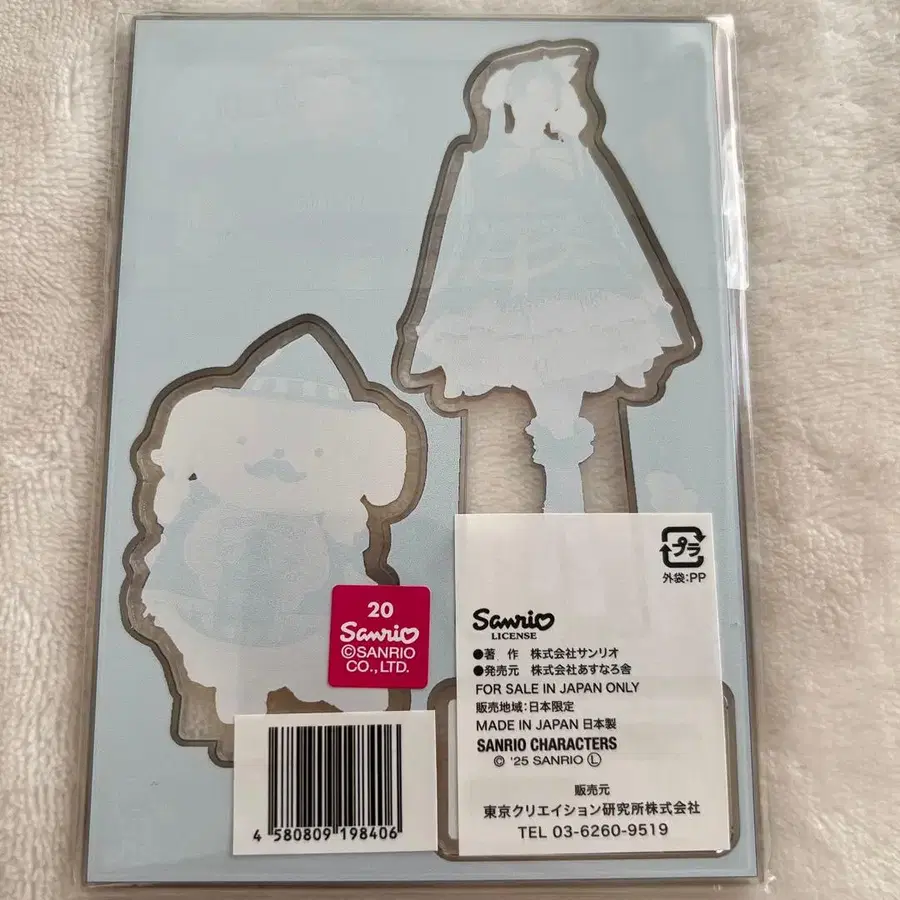 プラ
外袋:PP
Sanrio
LICENSE
●著 作 株式会社サンリオ
●発売元 株式会社あすなろ舎
FOR SALE IN JAPAN ONLY
販売地域:日本限定
MADE IN JAPAN 日本製
SANRIO CHARACTERS
© '25 SANRIO Ⓛ
販売元
東京クリエイション研究所株式会社
TEL 03-6260-9519
20
Sanrio
©SANRIO
CO.,LTD.
4 580809 198406